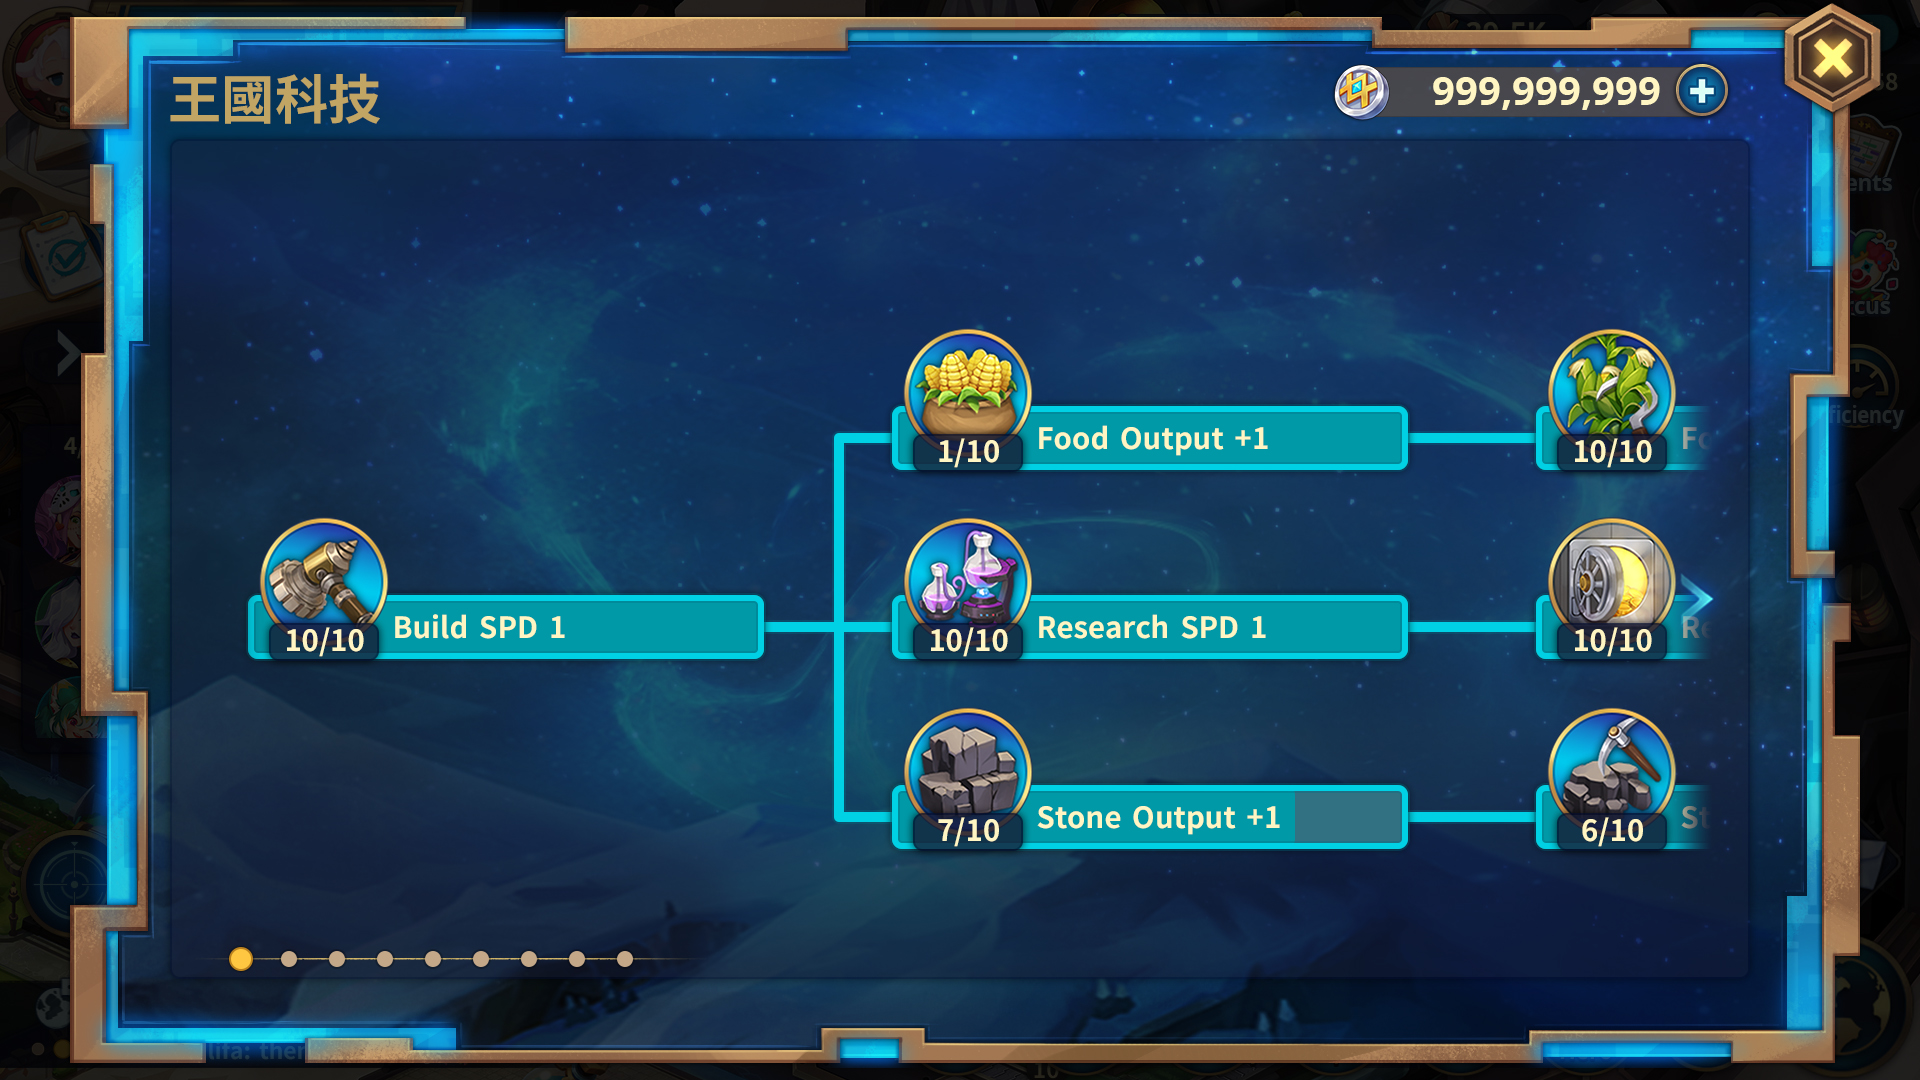 王國科技
999,999,999
Food Output +1
1/10
10/10
Build SPD 1
10/10
Research SPD 1
10/10
10/10
Stone Output +1
7/10
6/10